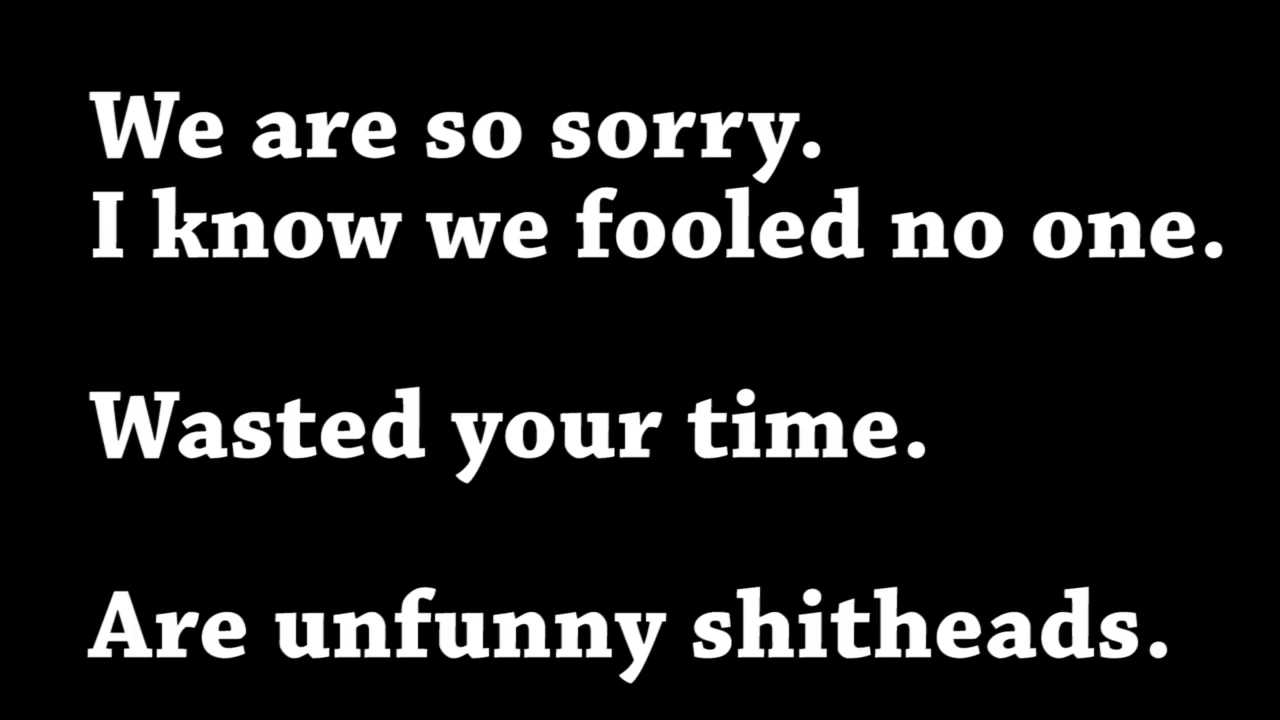 We are so sorry.
I know we fooled no one.
Wasted your time.
Are unfunny shitheads.